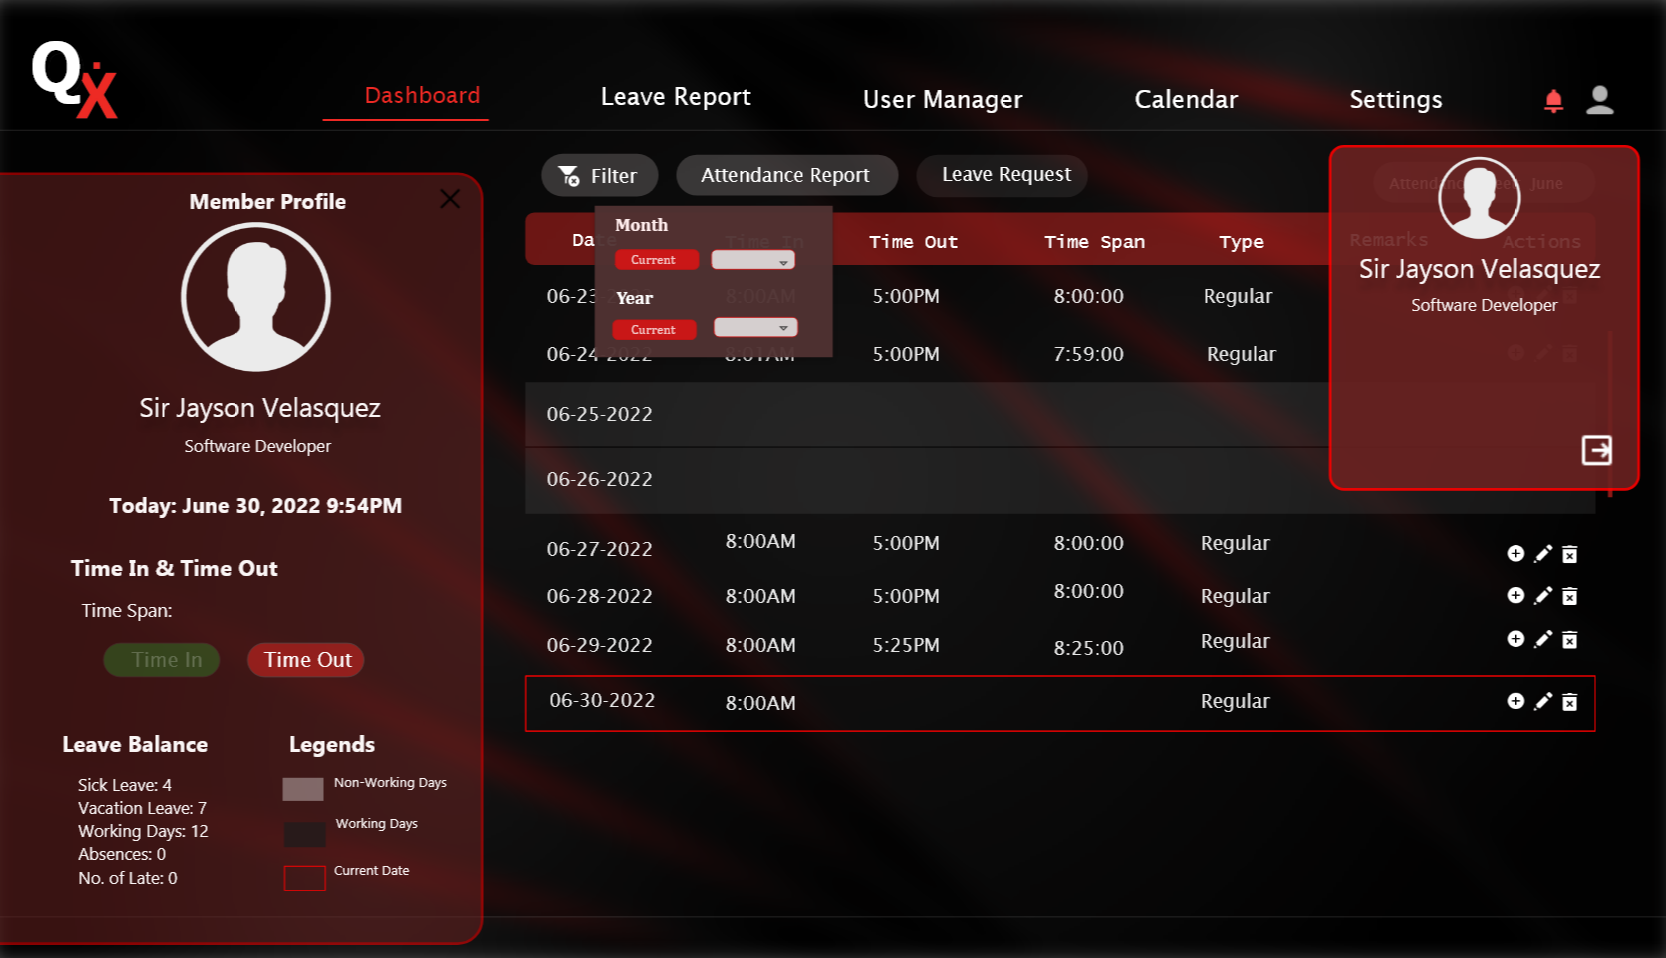 QX
Dashboard
Leave Report
User Manager
Calendar
Settings
Filter
Attendance Report
Leave Request
June
Member Profile
Sir Jayson Velasquez
Software Developer
Today: June 30, 2022 9:54PM
Time In & Time Out
Time Span:
Time In
Time Out
Leave Balance
Sick Leave: 4
Vacation Leave: 7
Working Days: 12
Absences: 0
No. of Late: 0
Legends
Non-Working Days
Working Days
Current Date
Month
Current
Year
Current
Date Time In Time Out Time Span Type Remarks Actions
06-23 8:00AM 5:00PM 8:00:00 Regular
06-24-2022 8:01AM 5:00PM 7:59:00 Regular
06-25-2022
06-26-2022
06-27-2022 8:00AM 5:00PM 8:00:00 Regular
06-28-2022 8:00AM 5:00PM 8:00:00 Regular
06-29-2022 8:00AM 5:25PM 8:25:00 Regular
06-30-2022 8:00AM Regular
Sir Jayson Velasquez
Software Developer